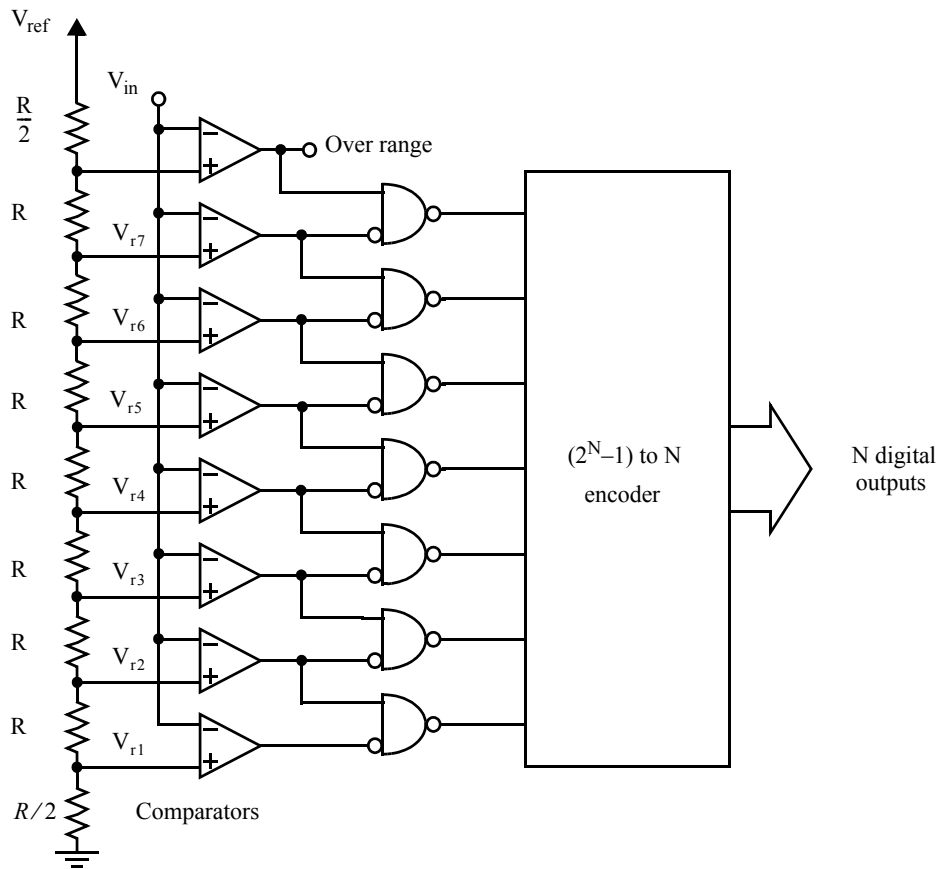 V_ref
V_in
R
2
Over range
R
V_r7
R
V_r6
R
V_r5
R
V_r4
R
V_r3
R
V_r2
R
V_r1
R/2
Comparators
(2^N–1) to N
encoder
N digital
outputs